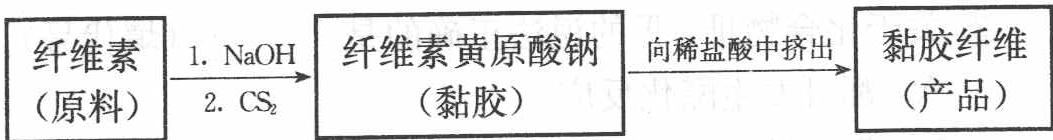 纤维素
（原料）
1. NaOH
2. CS₂
纤维素黄原酸钠
（黏胶）
向稀盐酸中挤出
黏胶纤维
（产品）